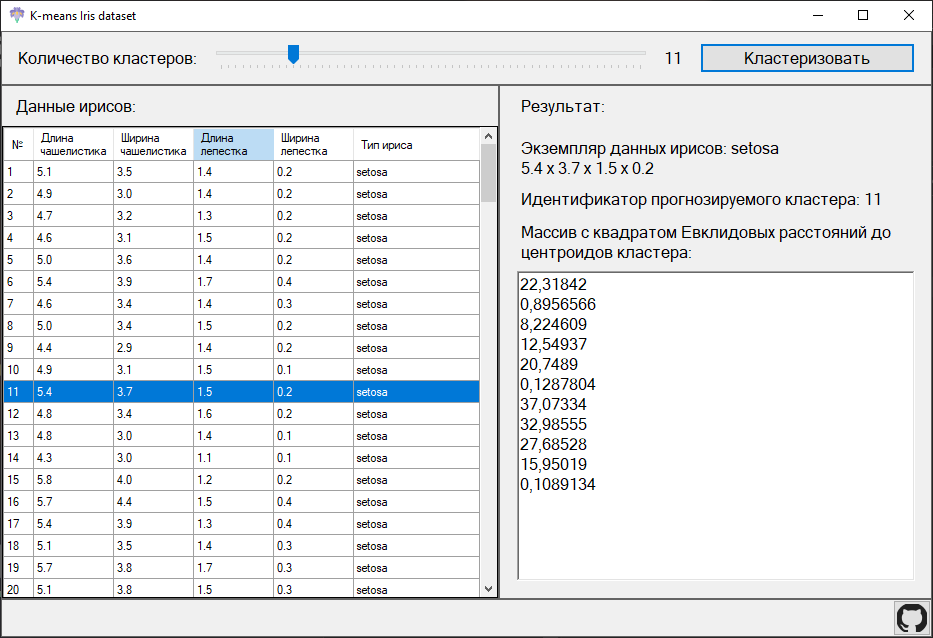 K-means Iris dataset
Количество кластеров:
11
Кластеризовать
Данные ирисов:
№ Длина чашелистика Ширина чашелистика Длина лепестка Ширина лепестка Тип ириса
1 5.1 3.5 1.4 0.2 setosa
2 4.9 3.0 1.4 0.2 setosa
3 4.7 3.2 1.3 0.2 setosa
4 4.6 3.1 1.5 0.2 setosa
5 5.0 3.6 1.4 0.2 setosa
6 5.4 3.9 1.7 0.4 setosa
7 4.6 3.4 1.4 0.3 setosa
8 5.0 3.4 1.5 0.2 setosa
9 4.4 2.9 1.4 0.2 setosa
10 4.9 3.1 1.5 0.1 setosa
11 5.4 3.7 1.5 0.2 setosa
12 4.8 3.4 1.6 0.2 setosa
13 4.8 3.0 1.4 0.1 setosa
14 4.3 3.0 1.1 0.1 setosa
15 5.8 4.0 1.2 0.2 setosa
16 5.7 4.4 1.5 0.4 setosa
17 5.4 3.9 1.3 0.4 setosa
18 5.1 3.5 1.4 0.3 setosa
19 5.7 3.8 1.7 0.3 setosa
20 5.1 3.8 1.5 0.3 setosa
Результат:
Экземпляр данных ирисов: setosa
5.4 x 3.7 x 1.5 x 0.2
Идентификатор прогнозируемого кластера: 11
Массив с квадратом Евклидовых расстояний до
центроидов кластера:
22,31842
0,8956566
8,224609
12,54937
20,7489
0,1287804
37,07334
32,98555
27,68528
15,95019
0,1089134